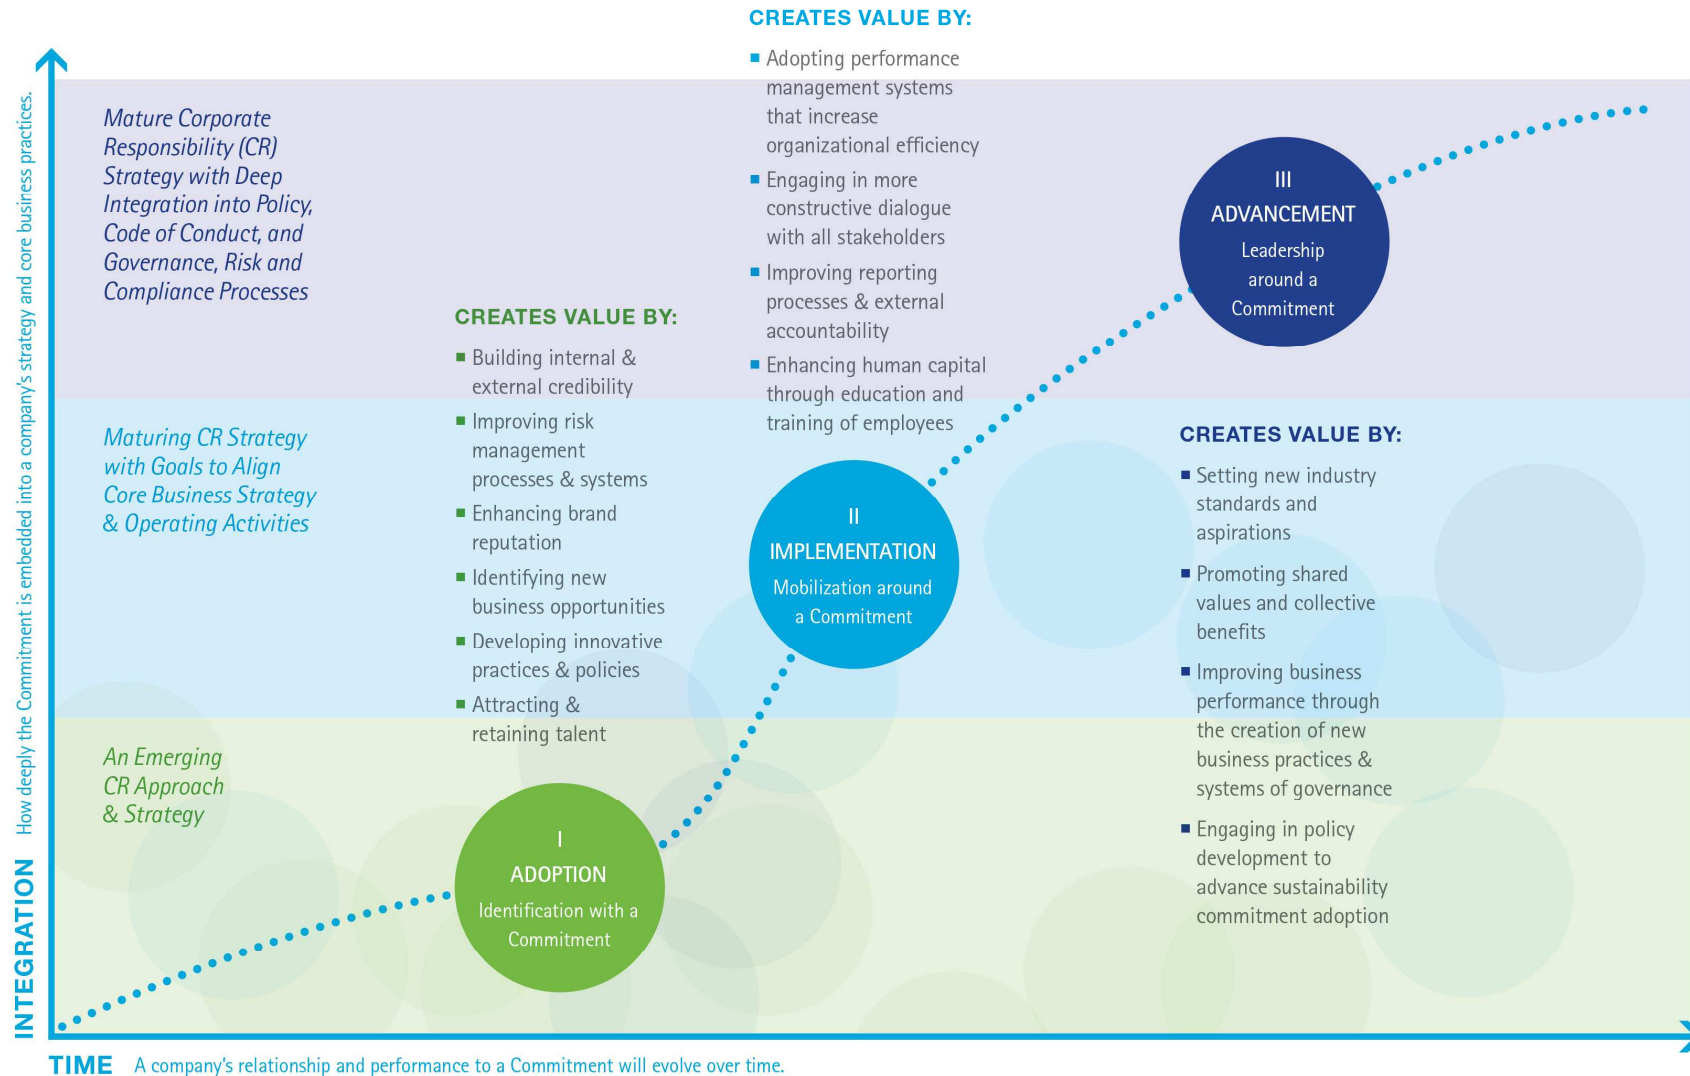 CREATES VALUE BY:
Adopting performance
management systems
that increase
organizational efficiency
Engaging in more
constructive dialogue
with all stakeholders
Improving reporting
processes & external
accountability
Enhancing human capital
through education and
training of employees
Mature Corporate
Responsibility (CR)
Strategy with Deep
Integration into Policy,
Code of Conduct, and
Governance, Risk and
Compliance Processes
III
ADVANCEMENT
Leadership
around a
Commitment
CREATES VALUE BY:
Building internal &
external credibility
Improving risk
management
processes & systems
Enhancing brand
reputation
Identifying new
business opportunities
Developing innovative
practices & policies
Attracting &
retaining talent
Maturing CR Strategy
with Goals to Align
Core Business Strategy
& Operating Activities
II
IMPLEMENTATION
Mobilization around
a Commitment
CREATES VALUE BY:
Setting new industry
standards and
aspirations
Promoting shared
values and collective
benefits
Improving business
performance through
the creation of new
business practices &
systems of governance
Engaging in policy
development to
advance sustainability
commitment adoption
An Emerging
CR Approach
& Strategy
I
ADOPTION
Identification with a
Commitment
INTEGRATION How deeply the Commitment is embedded into a company's strategy and core business practices.
TIME A company's relationship and performance to a Commitment will evolve over time.